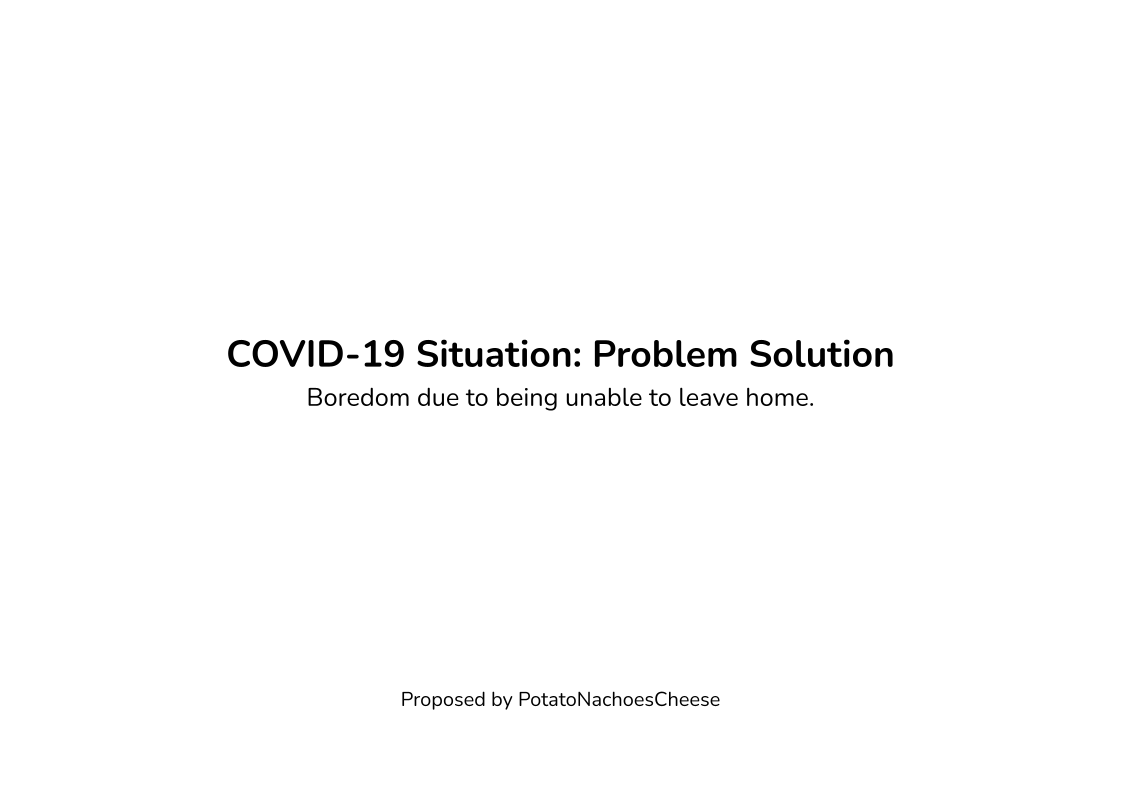 COVID-19 Situation: Problem Solution
Boredom due to being unable to leave home.
Proposed by PotatoNachoesCheese